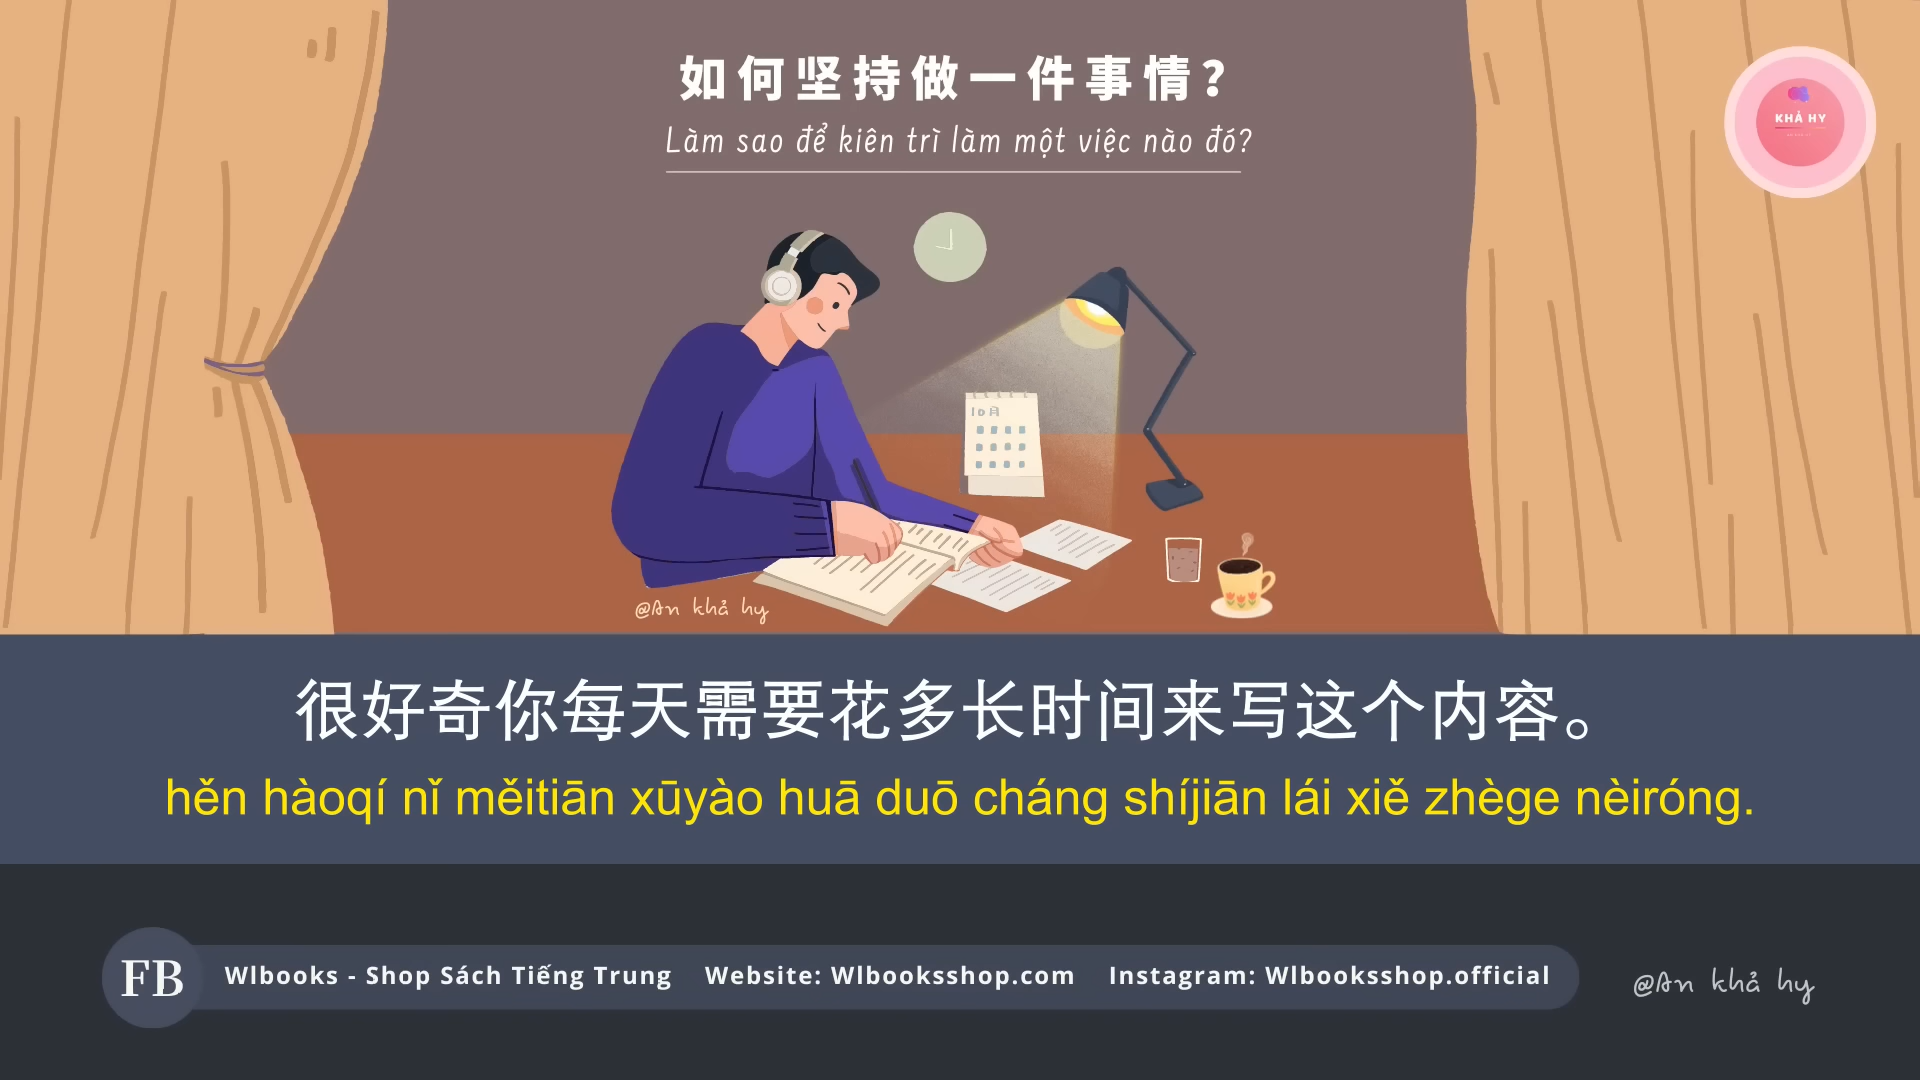 如何坚持做一件事情?
Làm sao để kiên trì làm một việc nào đó?
KHẢ HY
10月
@An khả hy
很好奇你每天需要花多长时间来写这个内容。
hěn hàoqí nǐ měitiān xūyào huā duō cháng shíjiān lái xiě zhège nèiróng.
FB
Wlbooks - Shop Sách Tiếng Trung Website: Wlbooksshop.com Instagram: Wlbooksshop.official
@An khả hy